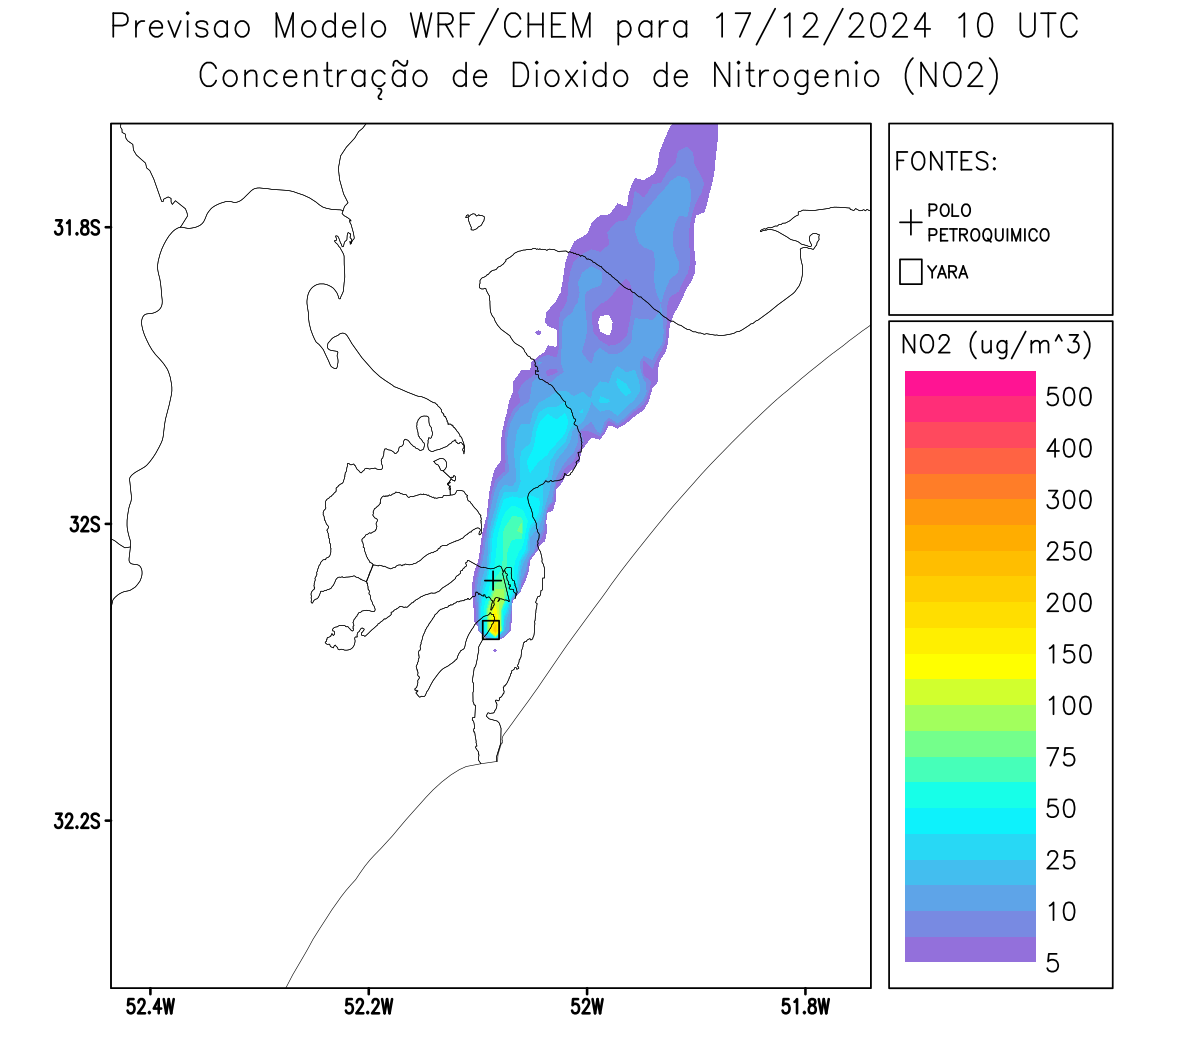 Previsao Modelo WRF/CHEM para 17/12/2024 10 UTC
Concentração de Dioxido de Nitrogenio (NO2)
FONTES:
POLO
PETROQUIMICO
YARA
31.8S
32S
32.2S
52.4W
52.2W
52W
51.8W
NO2 (ug/m^3)
500
400
300
250
200
150
100
75
50
25
10
5